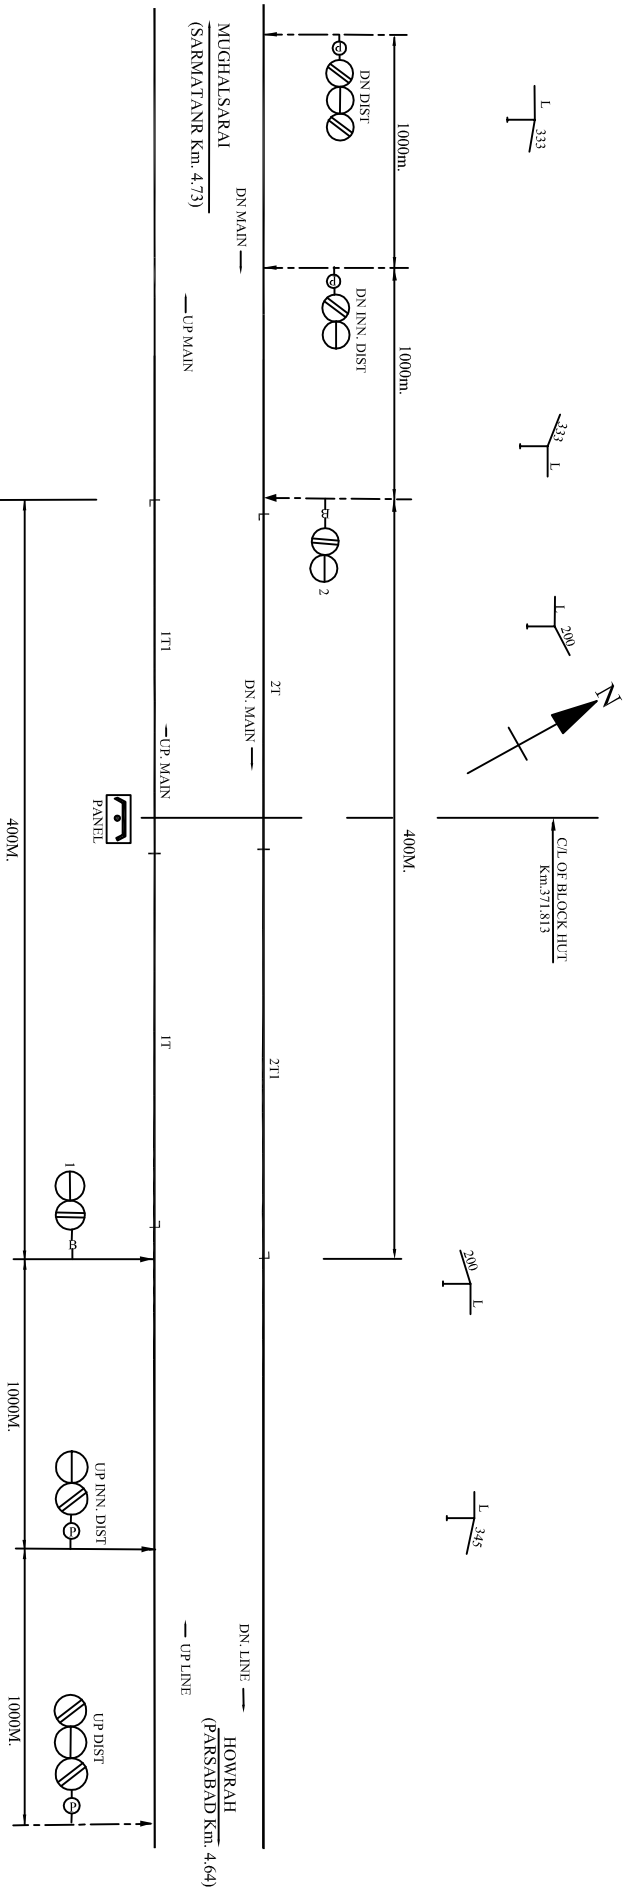 MUGHALSARAI
(SARMATANR Km. 4.73)
DN DIST
P
1000m.
L
333
DN MAIN
UP MAIN
DN INN. DIST
P
1000m.
333
L
B
2
L
200
N
1T1
2T
DN. MAIN
UP. MAIN
PANEL
400M.
400M.
C/L OF BLOCK HUT
Km.371.813
1T
2T1
1
B
200
L
1000M.
UP INN. DIST
P
L
345
DN. LINE
UP LINE
HOWRAH
(PARSABAD Km. 4.64)
UP DIST
P
1000M.